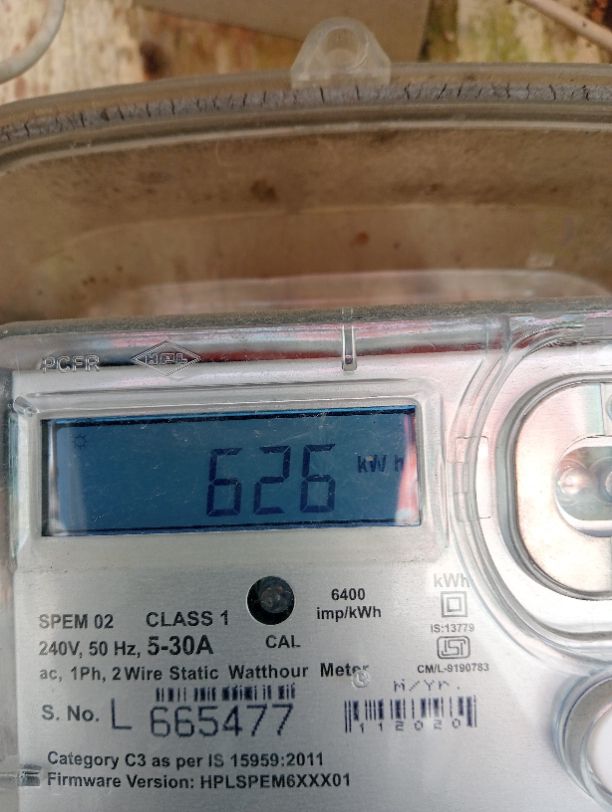 PCFR HPL
626 kW h
kWh
6400
imp/kWh
SPEM 02 CLASS 1
240V, 50 Hz, 5-30A
CAL
IS:13779
CM/L-9190783
ac, 1Ph, 2 Wire Static Watthour Meter
M/Yr.
S. No. L 665477
112020
Category C3 as per IS 15959:2011
Firmware Version: HPLSPEM6XXX01